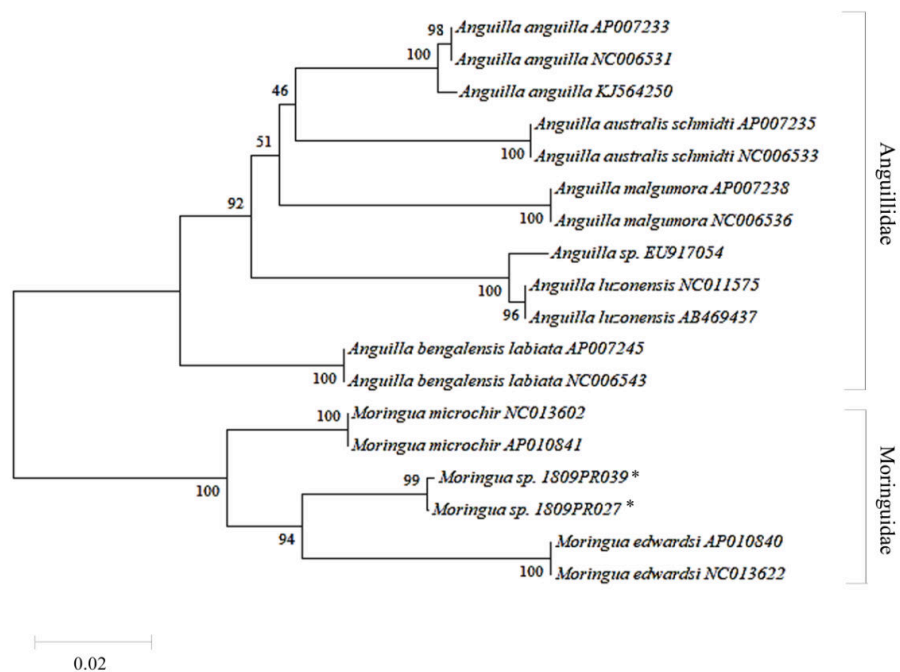 Anguilla anguilla AP007233
98
Anguilla anguilla NC006531
100
Anguilla anguilla KJ564250
46
Anguilla australis schmidti AP007235
51
100
Anguilla australis schmidti NC006533
Anguilla malgumora AP007238
92
100
Anguilla malgumora NC006536
Anguilla sp. EU917054
100
Anguilla luzonensis NC011575
96
Anguilla luzonensis AB469437
Anguilla bengalensis labiata AP007245
100
Anguilla bengalensis labiata NC006543
Anguillidae
100
Moringua microchir NC013602
Moringua microchir AP010841
100
99
Moringua sp. 1809PR039 *
Moringua sp. 1809PR027 *
94
Moringua edwardsi AP010840
100
Moringua edwardsi NC013622
Moringuidae
0.02